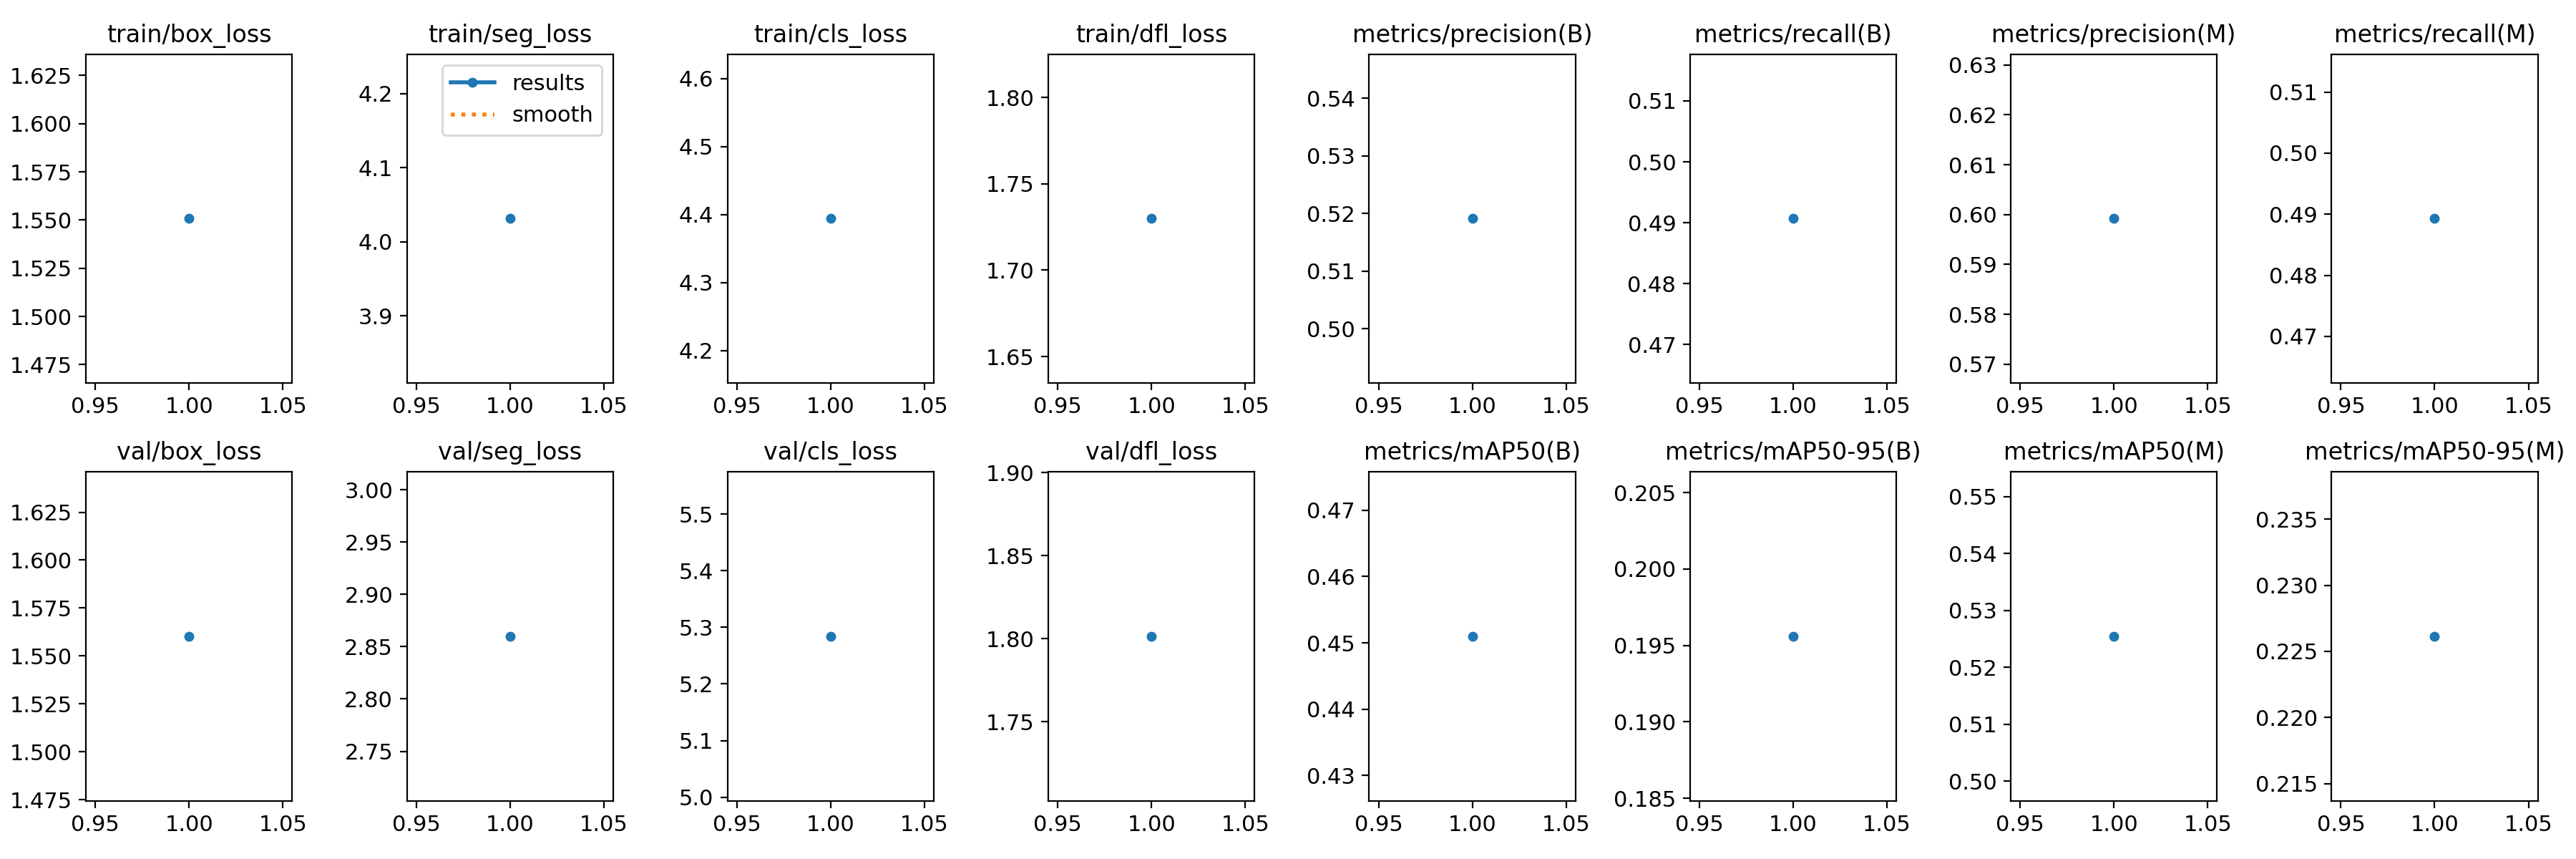 train/box_loss
1.625
1.600
1.575
1.550
1.525
1.500
1.475
0.95 1.00 1.05
train/seg_loss
results
smooth
4.2
4.1
4.0
3.9
0.95 1.00 1.05
train/cls_loss
4.6
4.5
4.4
4.3
4.2
0.95 1.00 1.05
train/dfl_loss
1.80
1.75
1.70
1.65
0.95 1.00 1.05
metrics/precision(B)
0.54
0.53
0.52
0.51
0.50
0.95 1.00 1.05
metrics/recall(B)
0.51
0.50
0.49
0.48
0.47
0.95 1.00 1.05
metrics/precision(M)
0.63
0.62
0.61
0.60
0.59
0.58
0.57
0.95 1.00 1.05
metrics/recall(M)
0.51
0.50
0.49
0.48
0.47
0.95 1.00 1.05
val/box_loss
1.625
1.600
1.575
1.550
1.525
1.500
1.475
0.95 1.00 1.05
val/seg_loss
3.00
2.95
2.90
2.85
2.80
2.75
0.95 1.00 1.05
val/cls_loss
5.5
5.4
5.3
5.2
5.1
5.0
0.95 1.00 1.05
val/dfl_loss
1.90
1.85
1.80
1.75
0.95 1.00 1.05
metrics/mAP50(B)
0.47
0.46
0.45
0.44
0.43
0.95 1.00 1.05
metrics/mAP50-95(B)
0.205
0.200
0.195
0.190
0.185
0.95 1.00 1.05
metrics/mAP50(M)
0.55
0.54
0.53
0.52
0.51
0.50
0.95 1.00 1.05
metrics/mAP50-95(M)
0.235
0.230
0.225
0.220
0.215
0.95 1.00 1.05